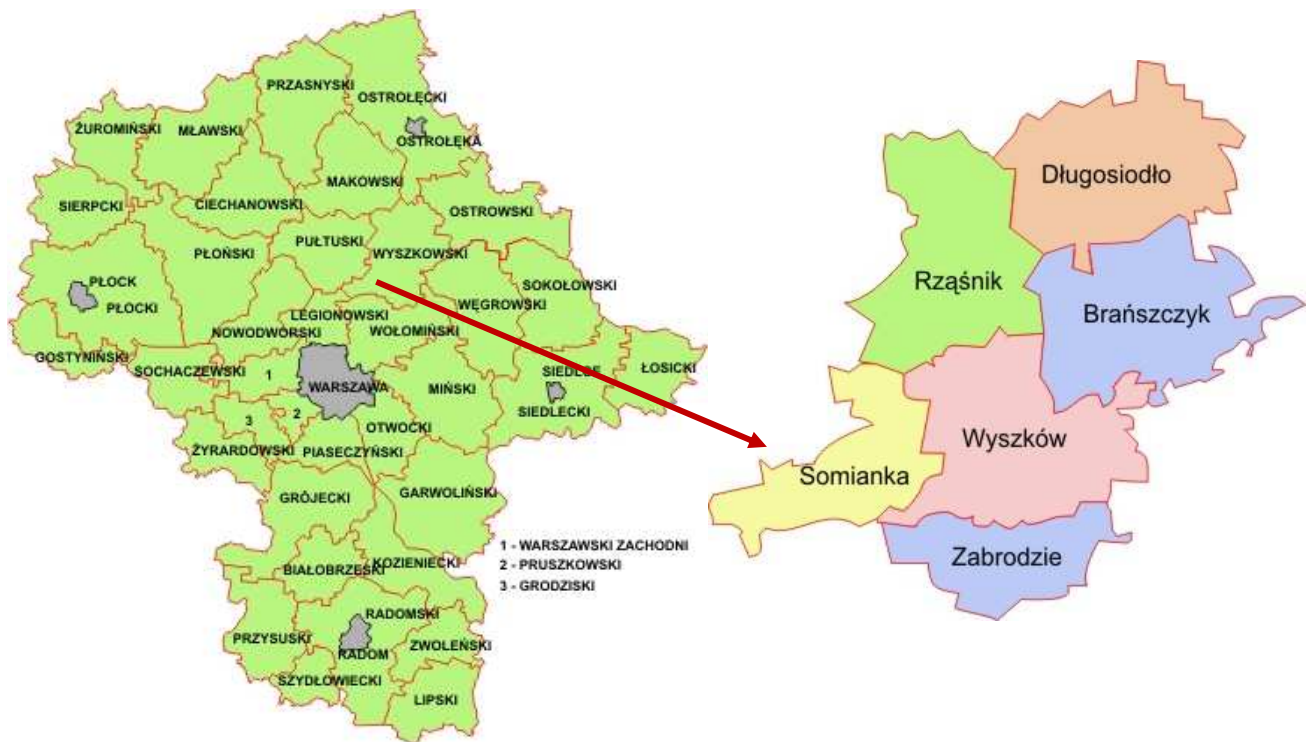 PRZASNYSKI
OSTROŁĘCKI
ŻUROMIŃSKI
MŁAWSKI
OSTROŁĘKA
MAKOWSKI
SIERPCKI
CIECHANOWSKI
OSTROWSKI
PŁOŃSKI
PUŁTUSKI
WYSZKOWSKI
SOKOŁOWSKI
PŁOCK
PŁOCKI
WĘGROWSKI
LEGIONOWSKI
NOWODWORSKI
WOŁOMIŃSKI
GOSTYNIŃSKI
SOCHACZEWSKI
1
WARSZAWA
MIŃSKI
SIEDLCE
ŁOSICKI
SIEDLECKI
2
3
OTWOCKI
ŻYRARDOWSKI
PIASECZYŃSKI
GRÓJECKI
GARWOLIŃSKI
BIAŁOBRZESKI
KOZIENIECKI
PRZYSUSKI
RADOMSKI
RADOM
ZWOLEŃSKI
SZYDŁOWIECKI
LIPSKI
1 - WARSZAWSKI ZACHODNI
2 - PRUSZKOWSKI
3 - GRODZISKI
Długosiodło
Rząśnik
Brańszczyk
Wyszków
Somianka
Zabrodzie